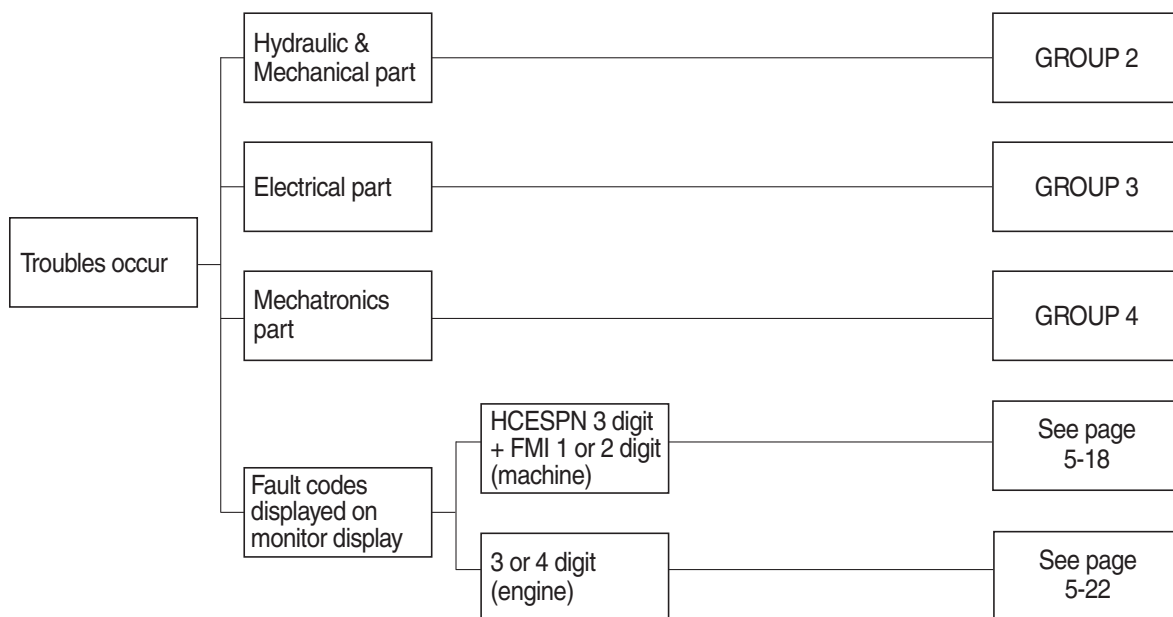 Hydraulic &
Mechanical part
GROUP 2
Electrical part
GROUP 3
Troubles occur
Mechatronics
part
GROUP 4
HCESPN 3 digit
+ FMI 1 or 2 digit
(machine)
See page
5-18
Fault codes
displayed on
monitor display
3 or 4 digit
(engine)
See page
5-22